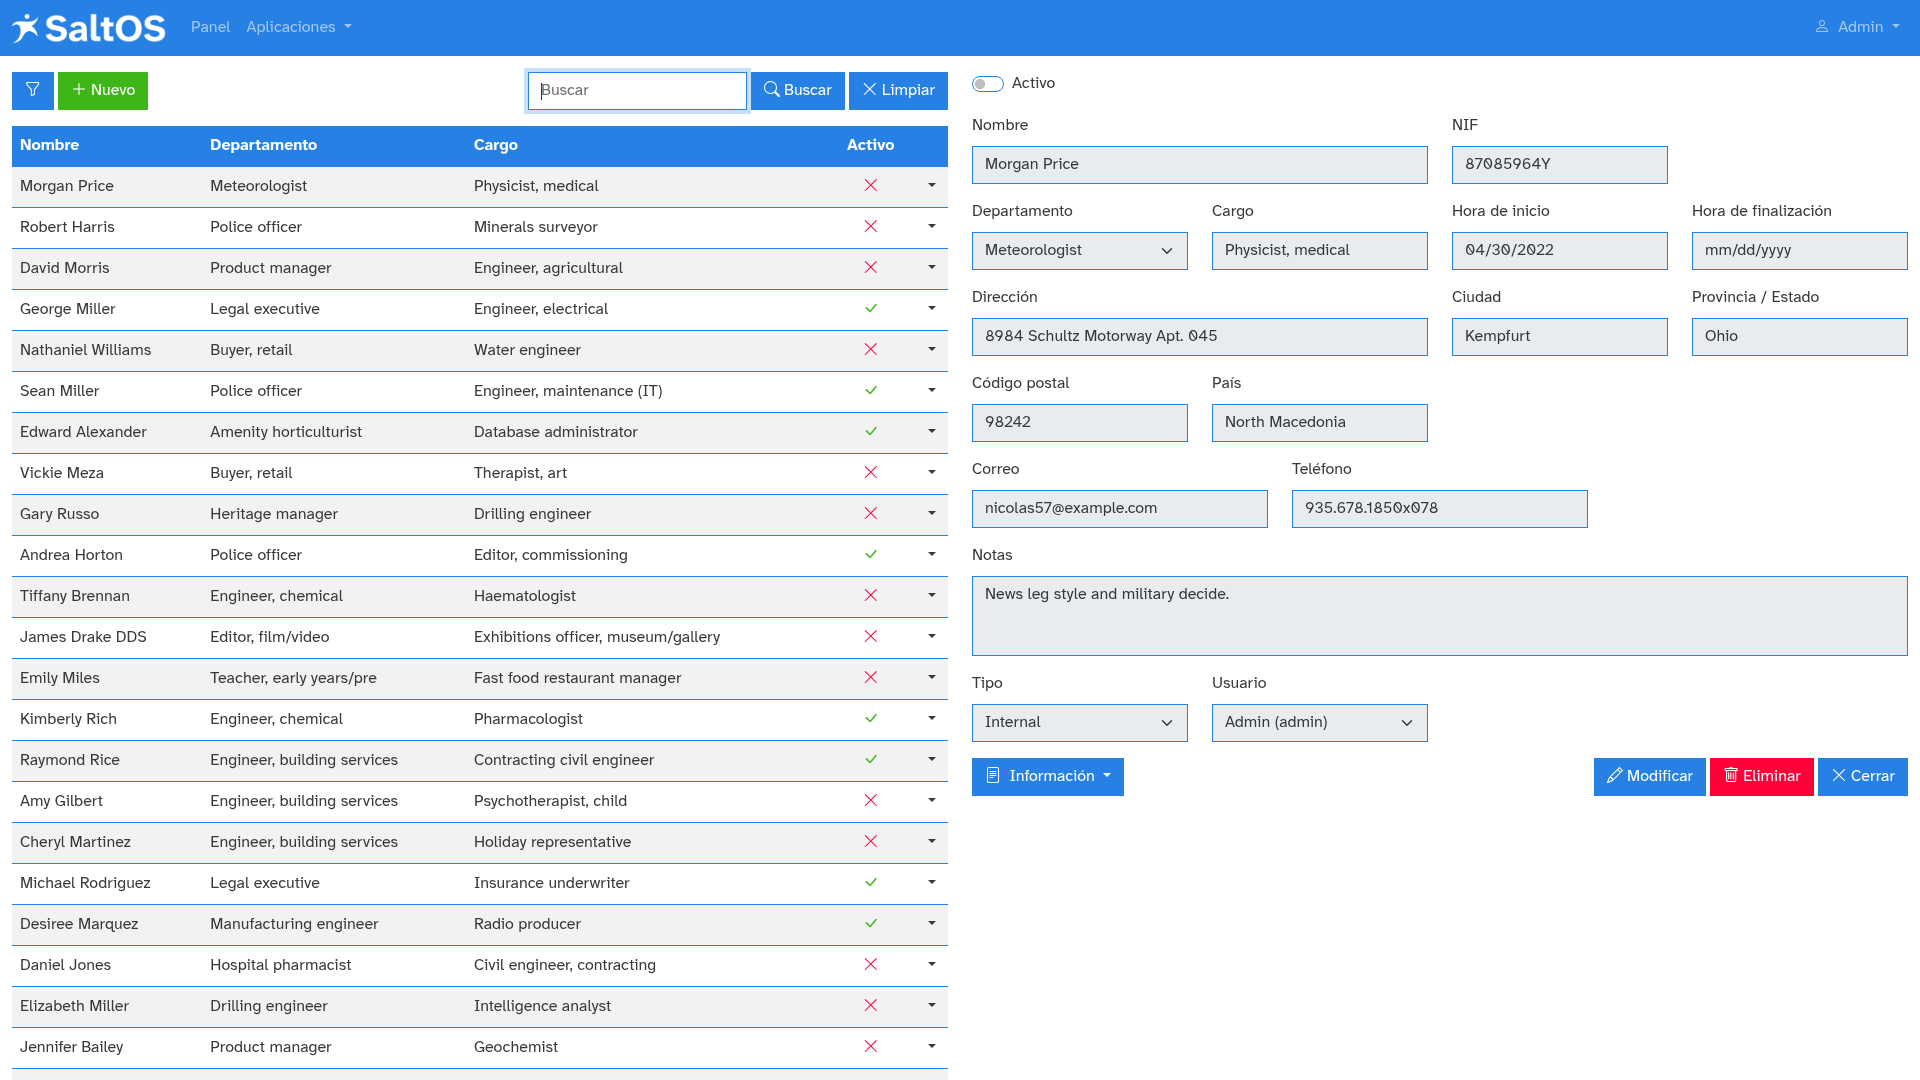 SaltOS Panel Aplicaciones Admin
Nuevo Buscar Buscar Limpiar
Nombre Departamento Cargo Activo
Morgan Price Meteorologist Physicist, medical
Robert Harris Police officer Minerals surveyor
David Morris Product manager Engineer, agricultural
George Miller Legal executive Engineer, electrical
Nathaniel Williams Buyer, retail Water engineer
Sean Miller Police officer Engineer, maintenance (IT)
Edward Alexander Amenity horticulturist Database administrator
Vickie Meza Buyer, retail Therapist, art
Gary Russo Heritage manager Drilling engineer
Andrea Horton Police officer Editor, commissioning
Tiffany Brennan Engineer, chemical Haematologist
James Drake DDS Editor, film/video Exhibitions officer, museum/gallery
Emily Miles Teacher, early years/pre Fast food restaurant manager
Kimberly Rich Engineer, chemical Pharmacologist
Raymond Rice Engineer, building services Contracting civil engineer
Amy Gilbert Engineer, building services Psychotherapist, child
Cheryl Martinez Engineer, building services Holiday representative
Michael Rodriguez Legal executive Insurance underwriter
Desiree Marquez Manufacturing engineer Radio producer
Daniel Jones Hospital pharmacist Civil engineer, contracting
Elizabeth Miller Drilling engineer Intelligence analyst
Jennifer Bailey Product manager Geochemist
Activo
Nombre NIF
Morgan Price 87085964Y
Departamento Cargo Hora de inicio Hora de finalización
Meteorologist Physicist, medical 04/30/2022 mm/dd/yyyy
Dirección Ciudad Provincia / Estado
8984 Schultz Motorway Apt. 045 Kempfurt Ohio
Código postal País
98242 North Macedonia
Correo Teléfono
nicolas57@example.com 935.678.1850x078
Notas
News leg style and military decide.
Tipo Usuario
Internal Admin (admin)
Información Modificar Eliminar Cerrar